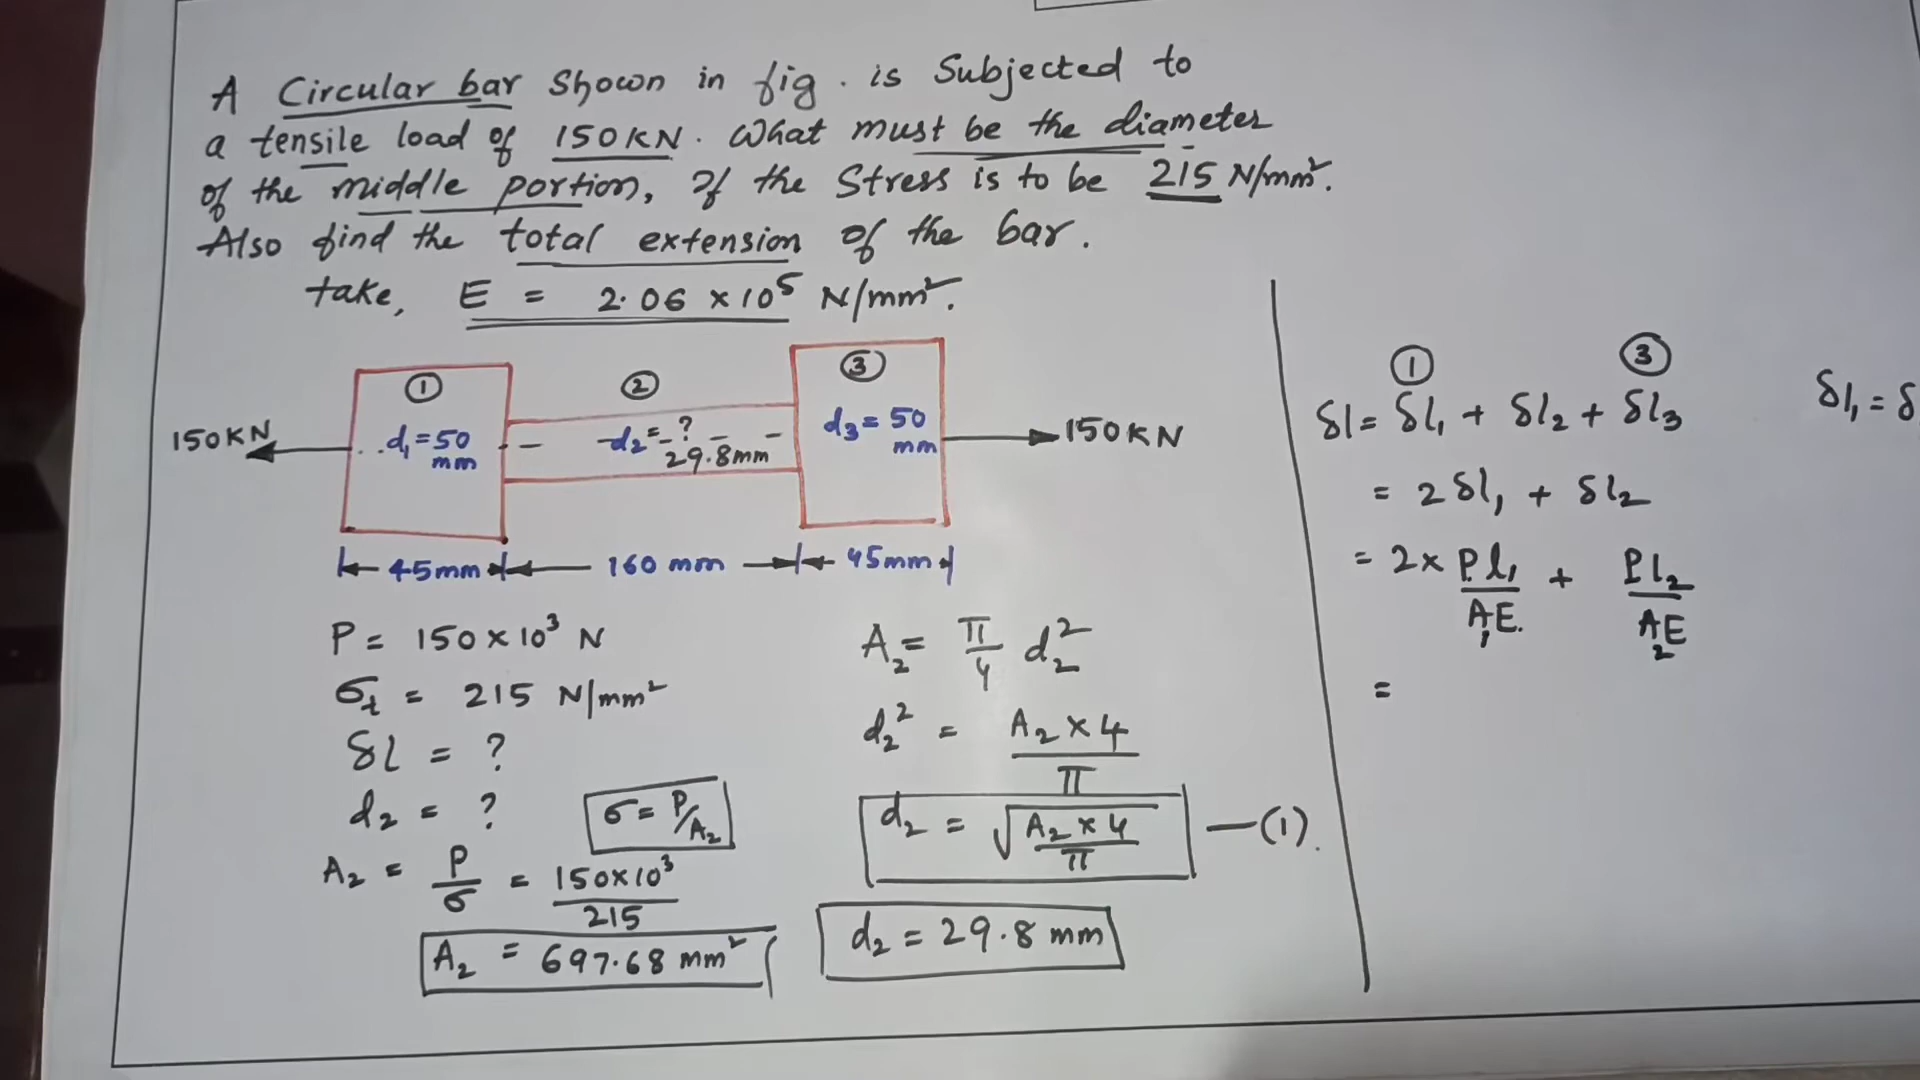 A Circular bar Shown in fig. is Subjected to
a tensile load of 150KN. What must be the diameter
of the middle portion, If the Stress is to be 215 N/mm².
Also find the total extension of the bar.
take, E = 2.06 × 10⁵ N/mm².
① ② ③
150KN d₁=50 mm d₂=? 29.8mm d₃=50 mm 150KN
45mm 160 mm 45mm
P = 150×10³ N
σt = 215 N/mm²
δl = ?
d₂ = ?
σ = P/A₂
A₂ = P/σ = 150×10³/215
A₂ = 697.68 mm²
A₂ = π/4 d₂²
d₂² = A₂ × 4/π
d₂ = √(A₂ × 4/π) —(1).
d₂ = 29.8 mm
① ③
δl = δl₁ + δl₂ + δl₃
δl₁ = δ
= 2δl₁ + δl₂
= 2× Pl₁/A₁E. + Pl₂/A₂E
=